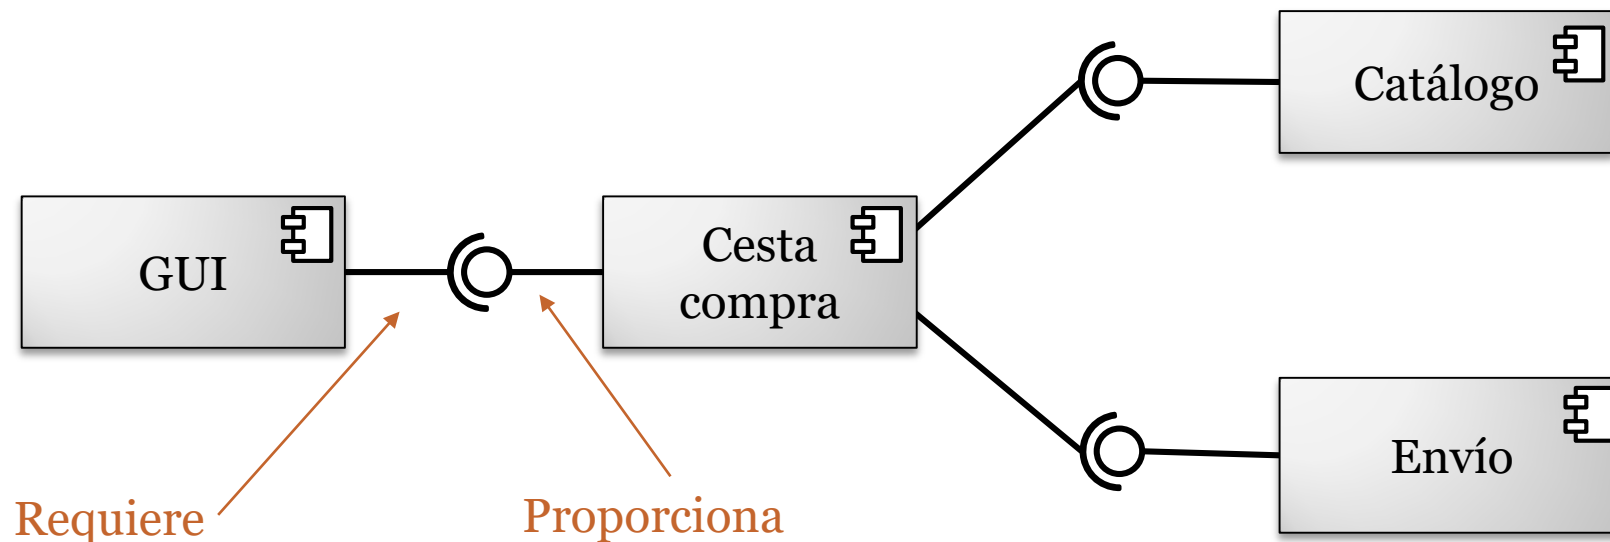 Catálogo
GUI
Cesta
compra
Envío
Requiere
Proporciona